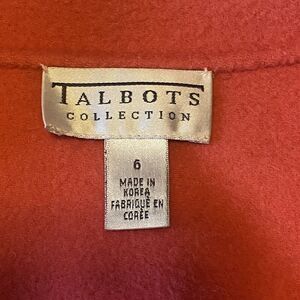 TALBOTS
COLLECTION
6
MADE IN
KOREA
FABRIQUÉ EN
CORÉE